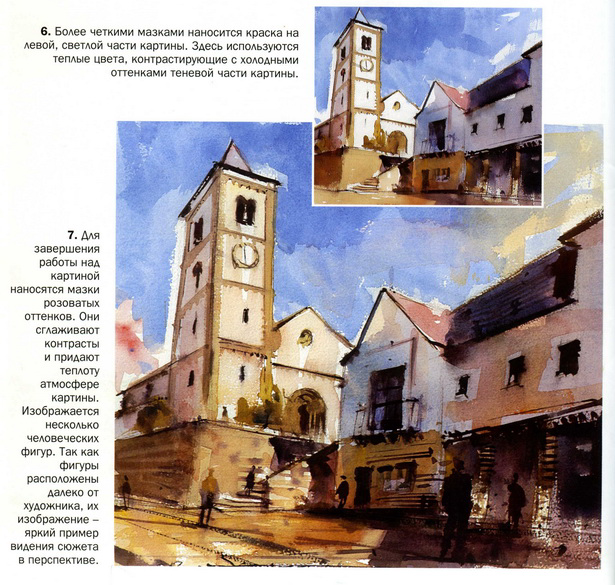 6. Более четкими мазками наносится краска на
левой, светлой части картины. Здесь используются
теплые цвета, контрастирующие с холодными
оттенками теневой части картины.
7. Для
завершения
работы над
картиной
наносятся мазки
розоватых
оттенков. Они
сглаживают
контрасты
и придают
теплоту
атмосфере
картины.
Изображается
несколько
человеческих
фигур. Так как
фигуры
расположены
далеко от
художника, их
изображение –
яркий пример
видения сюжета
в перспективе.